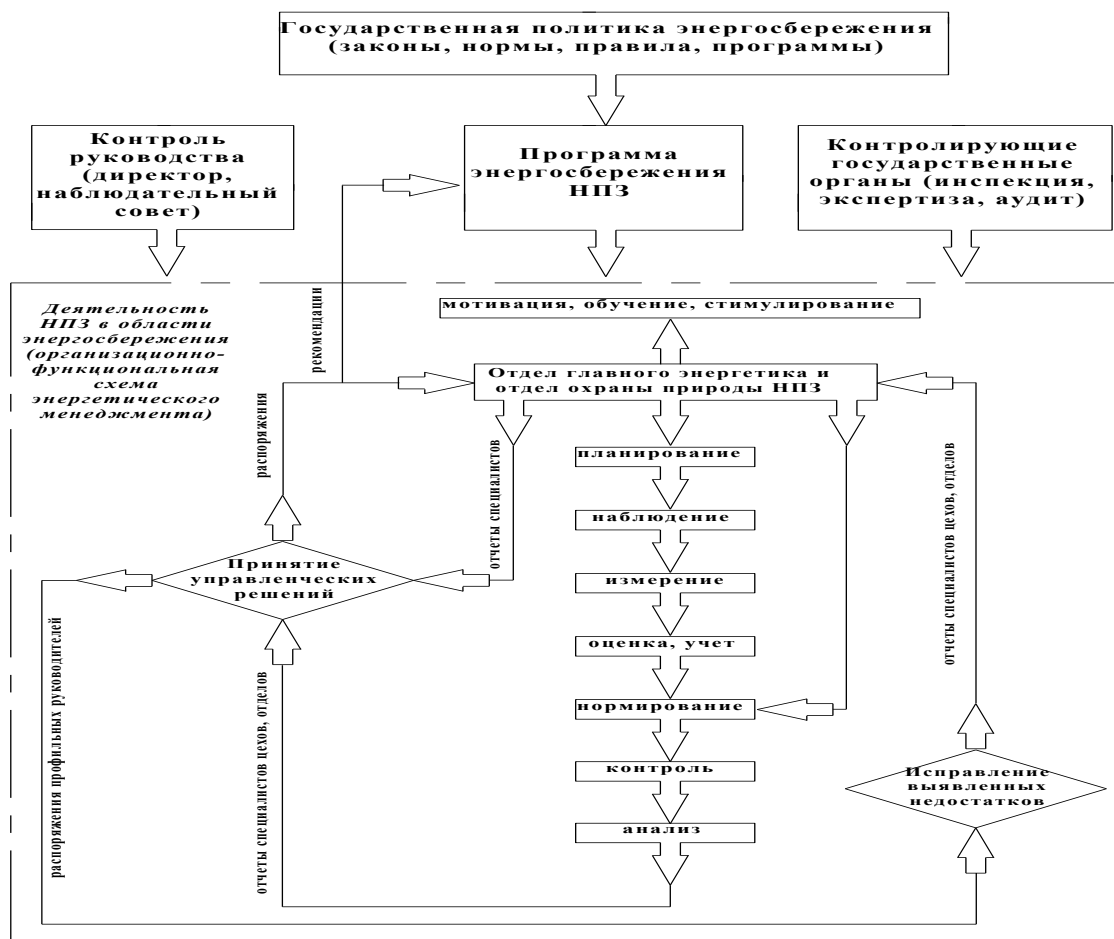 Государственная политика энергосбережения
(законы, нормы, правила, программы)
Контроль
руководства
(директор,
наблюдательный
совет)
Программа
энергосбережения
НПЗ
Контролирующие
государственные
органы (инспекция,
экспертиза, аудит)
Деятельность
НПЗ в области
энергосбережения
(организационно-
функциональная
схема
энергетического
менеджмента)
рекомендации
мотивация, обучение, стимулирование
Отдел главного энергетика и
отдел охраны природы НПЗ
распоряжения
отчеты специалистов
планирование
наблюдение
измерение
оценка, учет
нормирование
контроль
анализ
Принятие
управленческих
решений
распоряжения профильных руководителей
отчеты специалистов цехов, отделов
отчеты специалистов цехов, отделов
Исправление
выявленных
недостатков